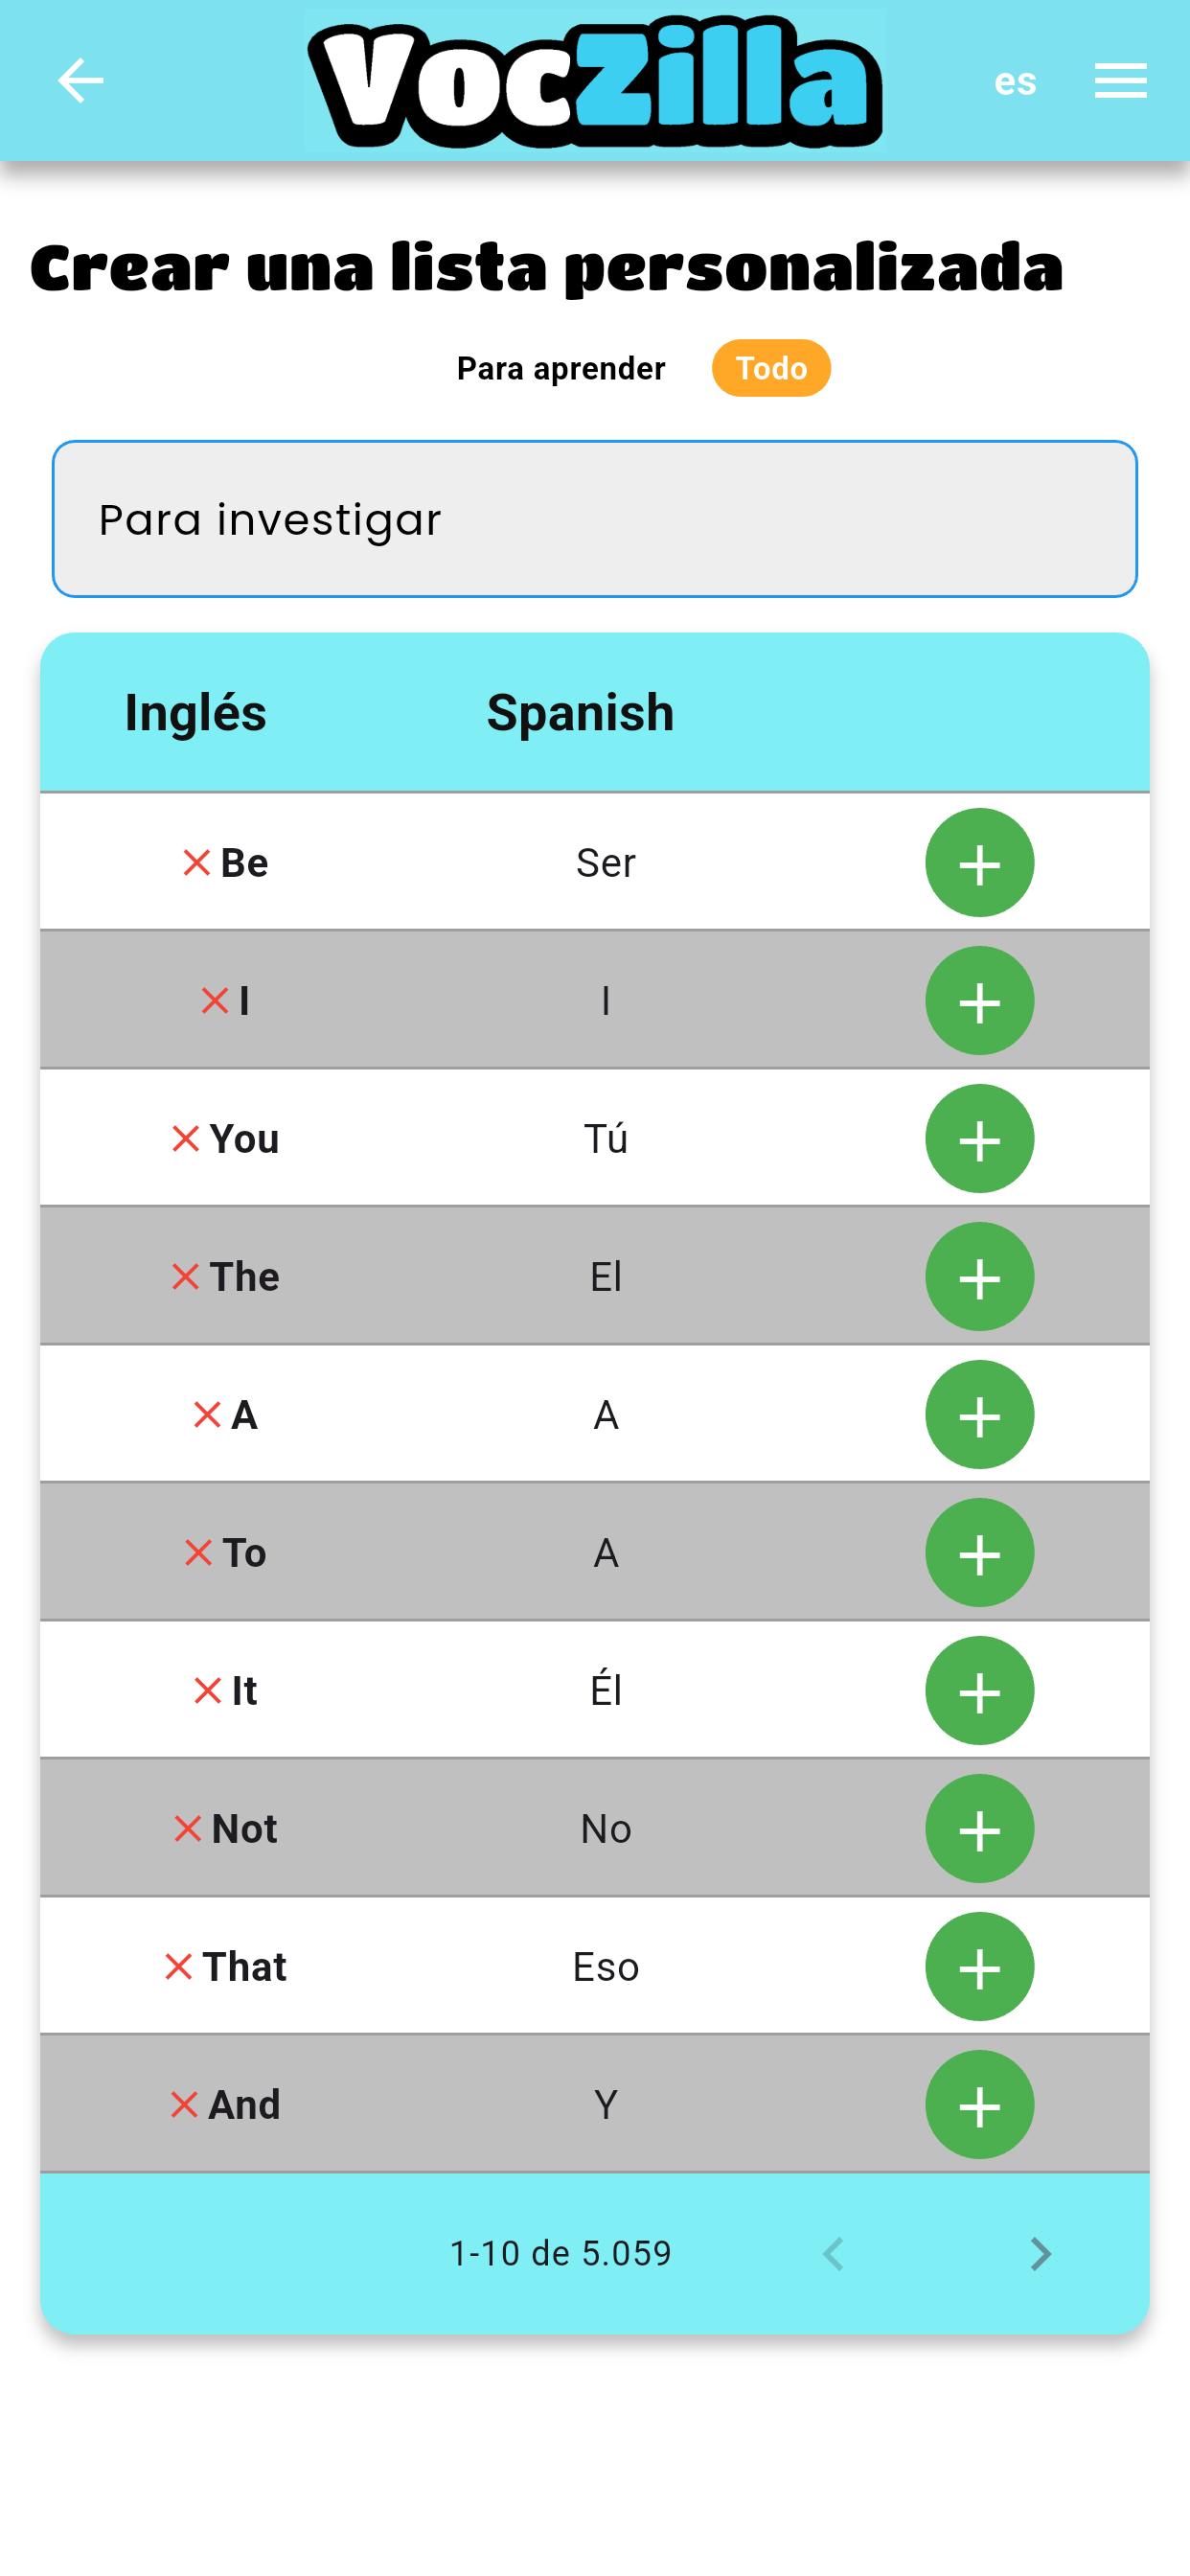 VocZilla
es
Crear una lista personalizada
Para aprender Todo
Para investigar
Inglés Spanish
Be Ser
I I
You Tú
The El
A A
To A
It Él
Not No
That Eso
And Y
1-10 de 5.059